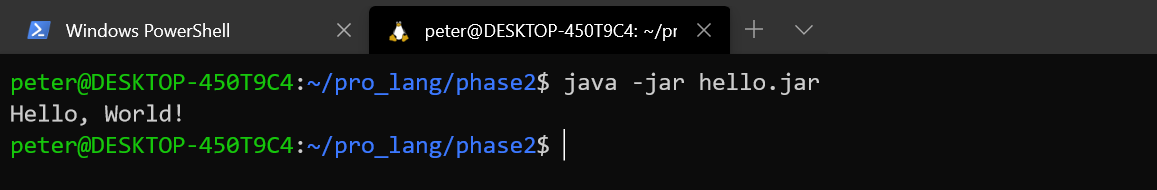 Windows PowerShell
peter@DESKTOP-450T9C4: ~/pr
peter@DESKTOP-450T9C4:~/pro_lang/phase2$ java -jar hello.jar
Hello, World!
peter@DESKTOP-450T9C4:~/pro_lang/phase2$